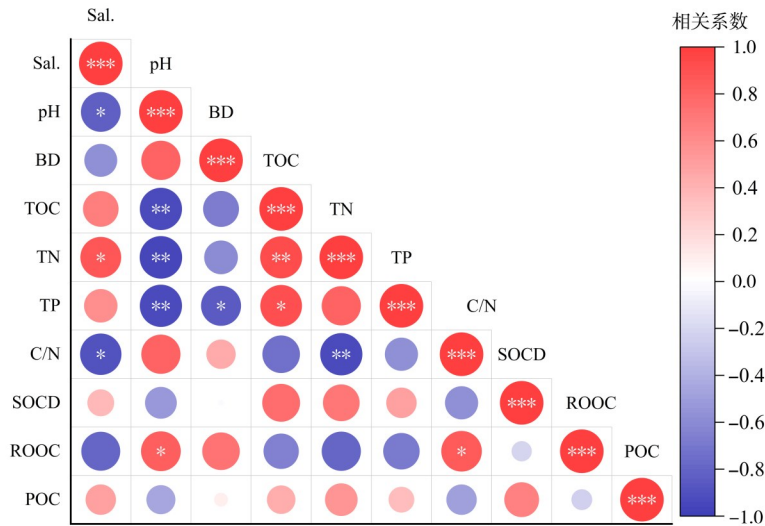 Sal.
相关系数
Sal. *** pH 1.0
pH * *** BD 0.8
BD *** TOC 0.6
TOC ** *** TN 0.4
TN * ** ** *** TP 0.2
TP ** * * *** C/N 0.0
C/N * ** *** SOCD −0.2
SOCD *** ROOC −0.4
ROOC * * *** POC −0.6
POC *** −0.8
−1.0